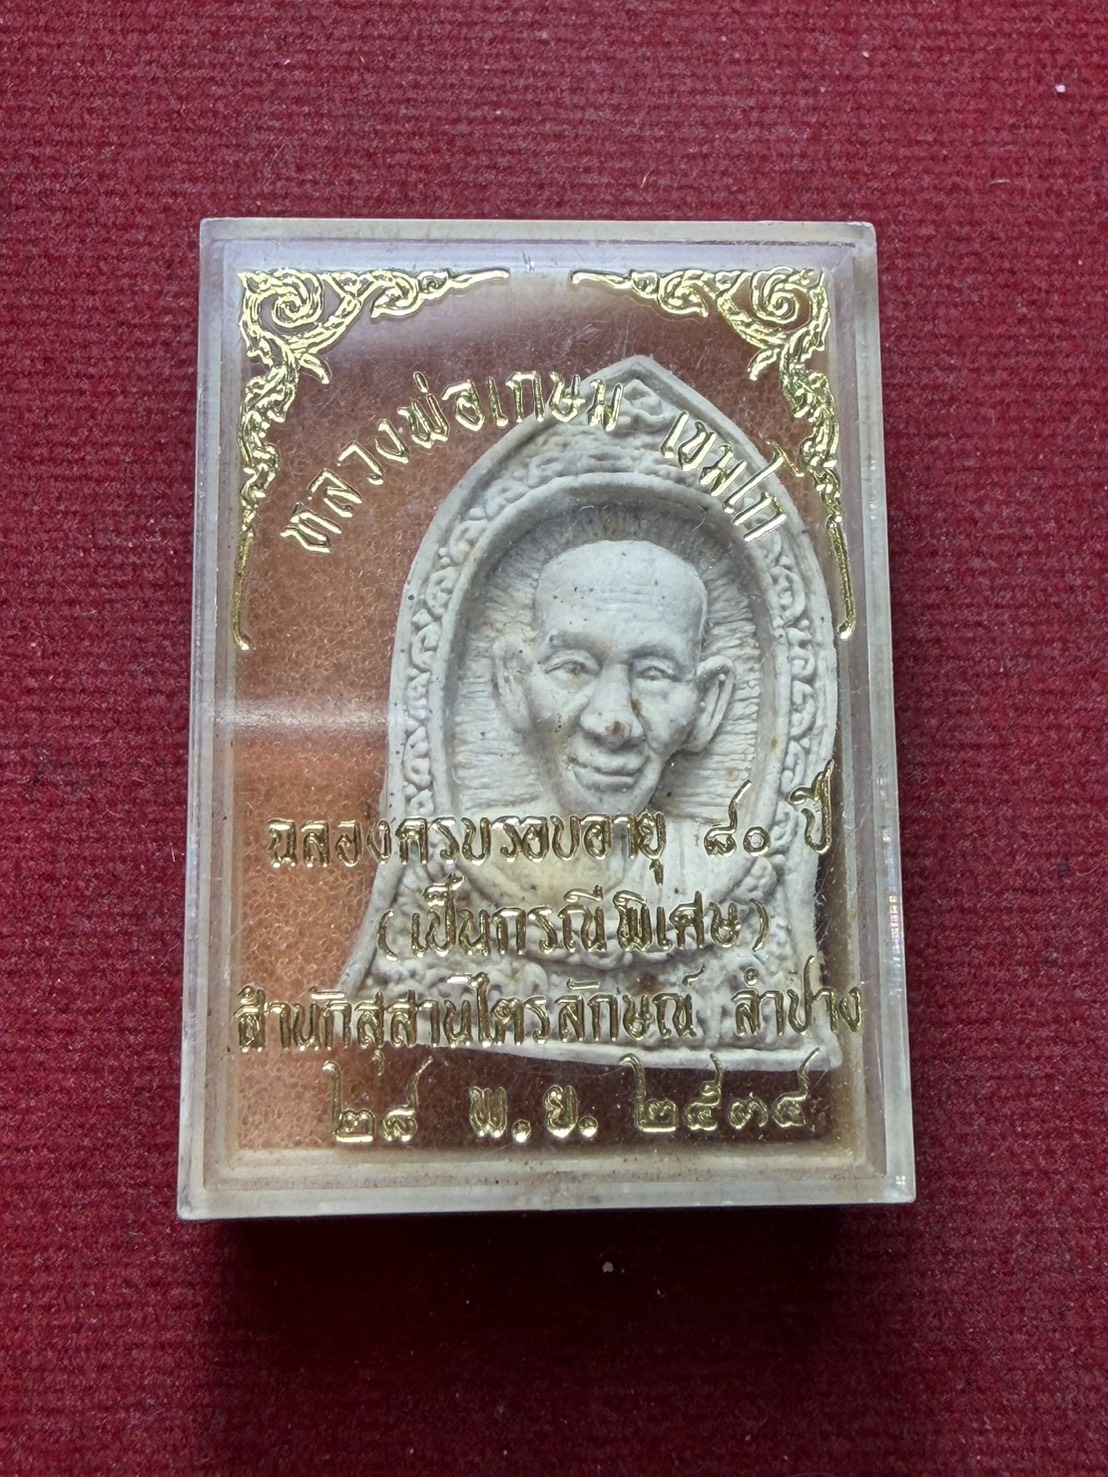 หลวงพ่อเกษม เขมโก
ฉลองครบรอบอายุ ๘๐ ปี
(เป็นกรณีพิเศษ)
สำนักสุสานไตรลักษณ์ ลำปาง
๒๘ พ.ย. ๒๕๓๔